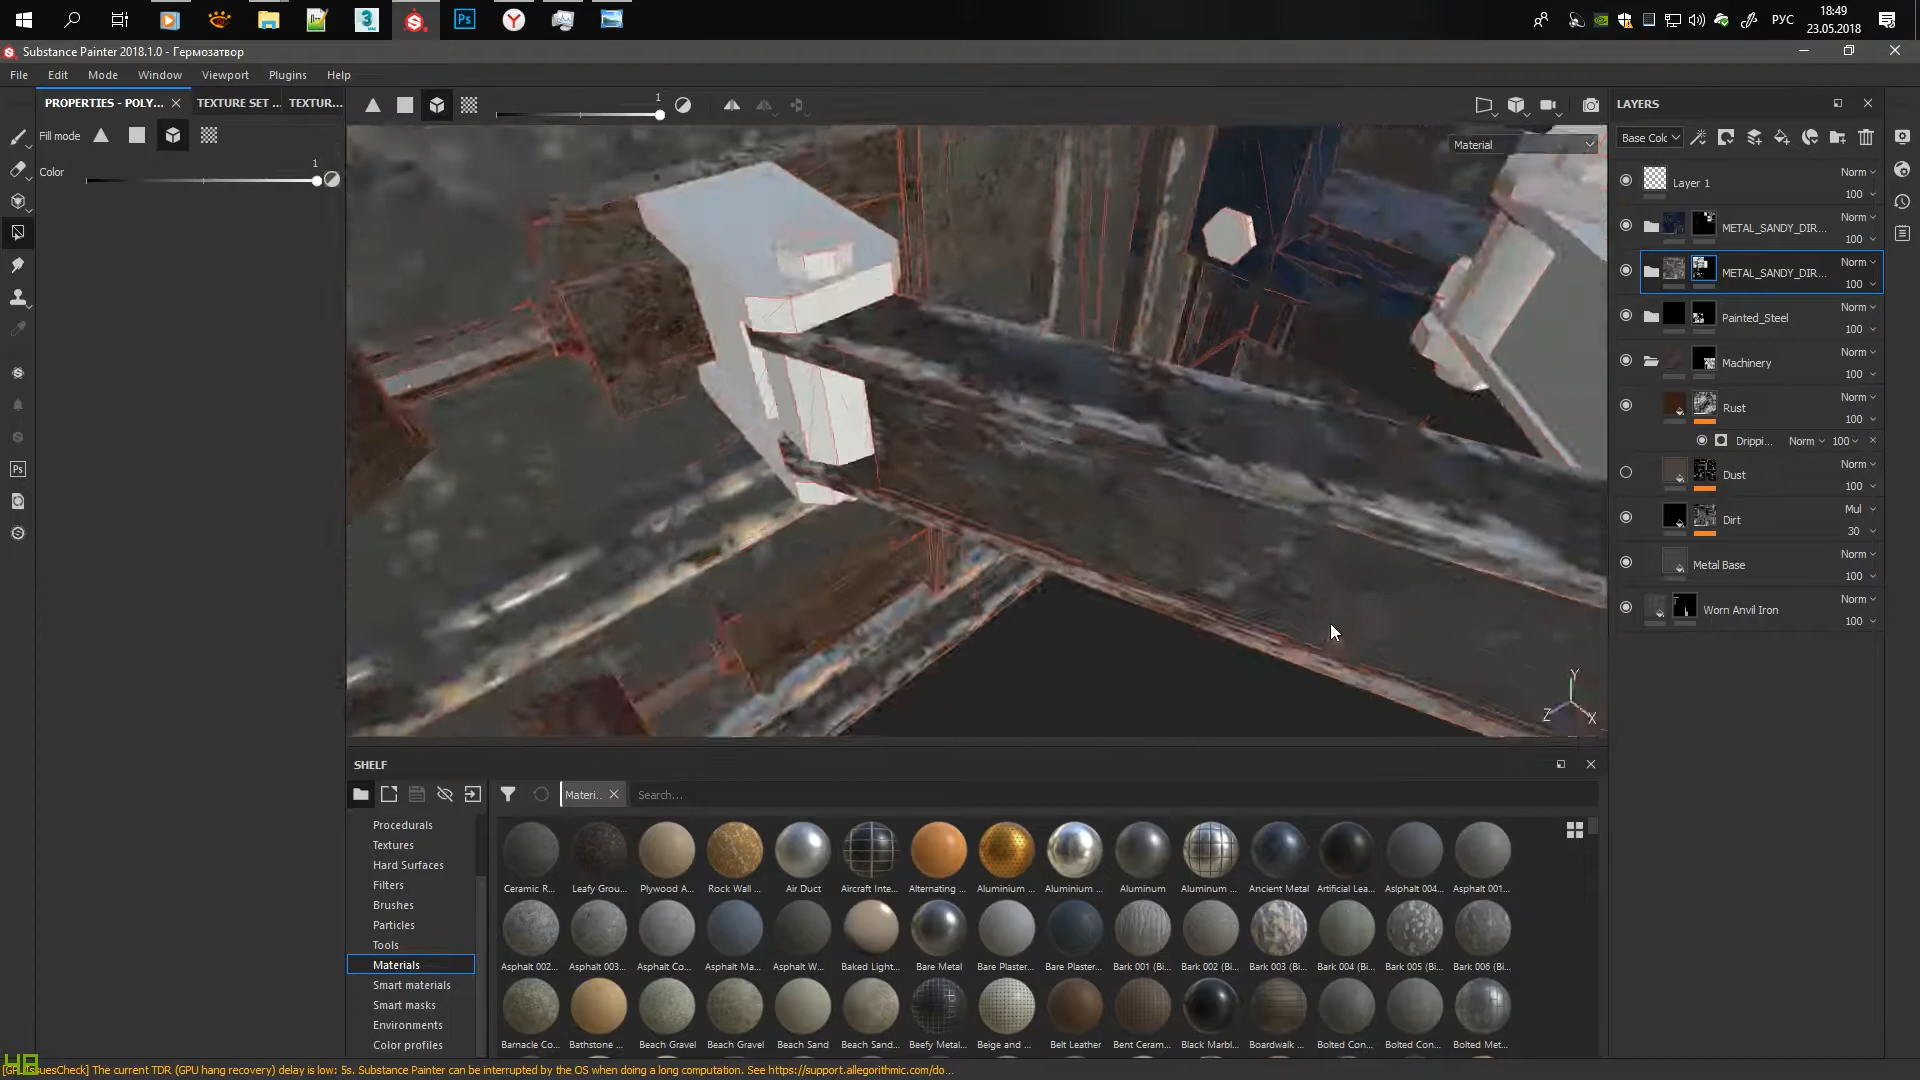 РУС
18:49
23.05.2018
Substance Painter 2018.1.0 - Гермозатвор
File Edit Mode Window Viewport Plugins Help
PROPERTIES - POLY... TEXTURE SET ... TEXTUR...
Fill mode
Color
1
1
Material
Y
Z
X
LAYERS
Base Colc
Layer 1
Norm
100
METAL_SANDY_DIR...
Norm
100
METAL_SANDY_DIR...
Norm
100
Painted_Steel
Norm
100
Machinery
Norm
100
Rust
Norm
100
Drippi... Norm 100
Dust
Norm
100
Dirt
Mul
30
Metal Base
Norm
100
Worn Anvil Iron
Norm
100
SHELF
Materi..
Search...
Procedurals
Textures
Hard Surfaces
Filters
Brushes
Particles
Tools
Materials
Smart materials
Smart masks
Environments
Color profiles
Ceramic R... Leafy Grou... Plywood A... Rock Wall ... Air Duct Aircraft Inte... Alternating ... Aluminium ... Aluminium ... Aluminum Aluminum ... Ancient Metal Artificial Lea... Aslphalt 004... Asphalt 001...
Asphalt 002... Asphalt 003... Asphalt Co... Asphalt Ma... Asphalt W... Baked Light... Bare Metal Bare Plaster... Bare Plaster... Bark 001 (Bi... Bark 002 (Bi... Bark 003 (Bi... Bark 004 (Bi... Bark 005 (Bi... Bark 006 (Bi...
Barnacle Co... Bathstone ... Beach Gravel Beach Gravel Beach Sand Beach Sand... Beefy Metal... Beige and ... Belt Leather Bent Ceram... Black Marbl... Boardwalk ... Bolted Con... Bolted Con... Bolted Met...
The current TDR (GPU hang recovery) delay is low: 5s. Substance Painter can be interrupted by the OS when doing a long computation. See https://support.allegorithmic.com/do...